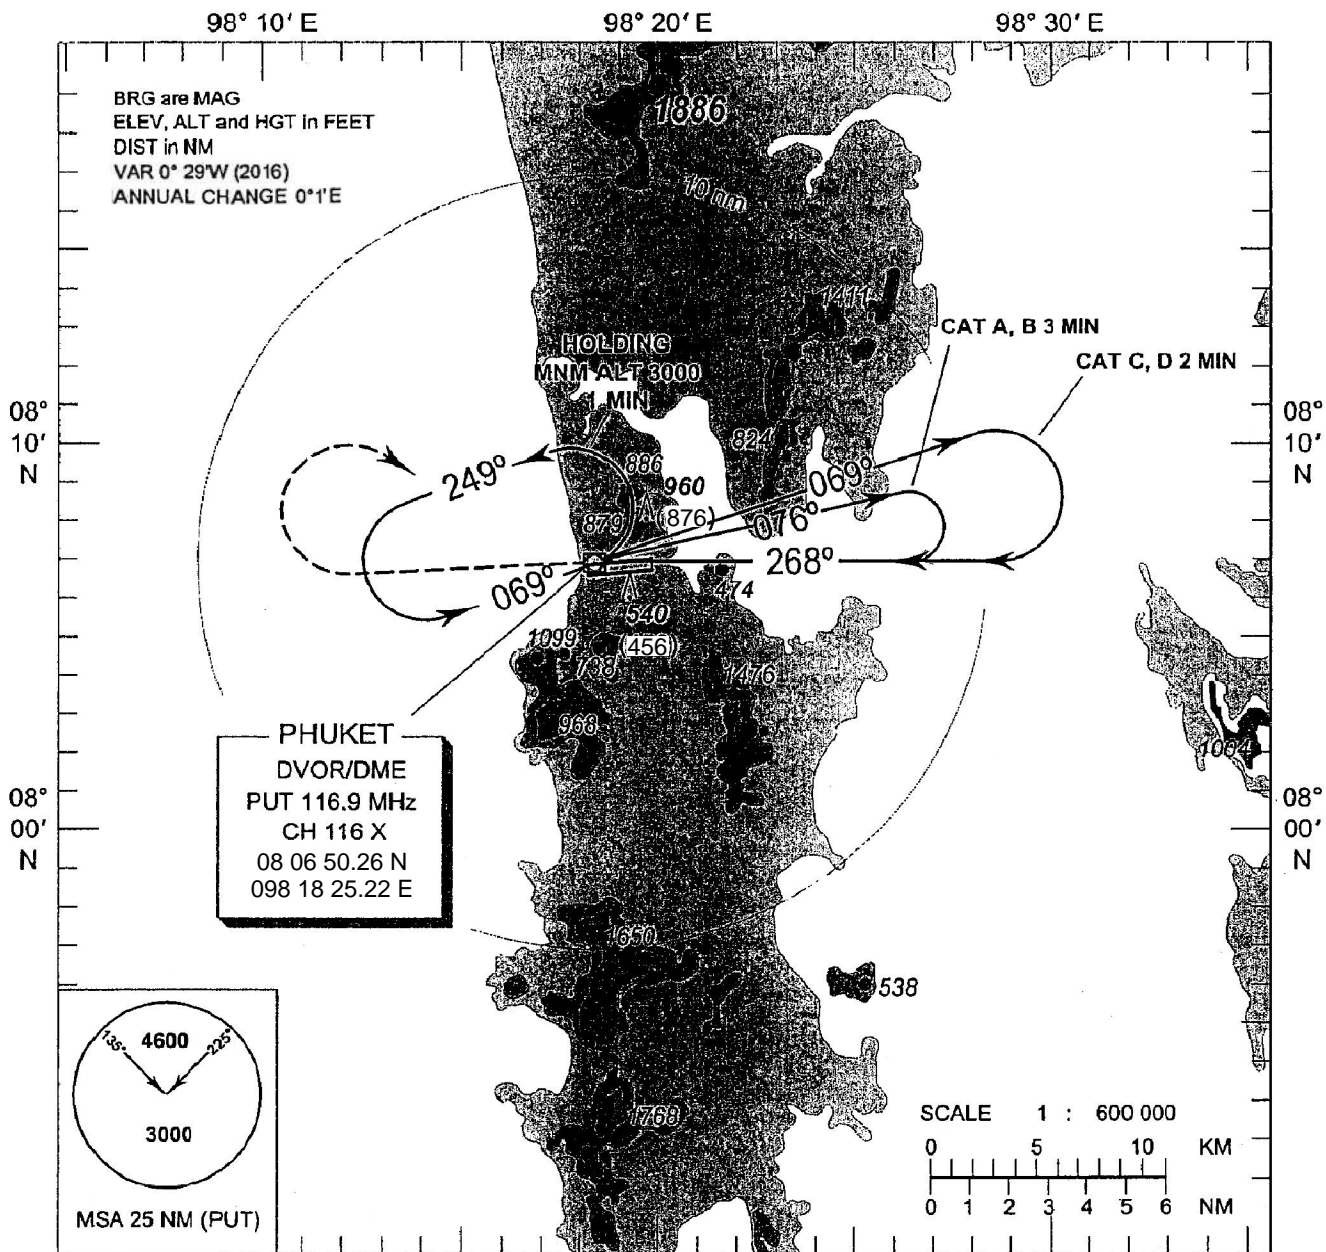 98° 10' E
98° 20' E
98° 30' E
BRG are MAG
ELEV, ALT and HGT in FEET
DIST in NM
VAR 0° 29'W (2016)
ANNUAL CHANGE 0°1'E
1886
10 nm
1411
CAT A, B 3 MIN
CAT C, D 2 MIN
HOLDING
MNM ALT 3000
1 MIN
08°
10'
N
08°
10'
N
824
886
960
(876)
879
249°
069°
076°
268°
069°
474
540
(456)
1099
738
1476
968
1004
PHUKET
DVOR/DME
PUT 116.9 MHz
CH 116 X
08 06 50.26 N
098 18 25.22 E
08°
00'
N
08°
00'
N
1650
538
1768
4600
135°
225°
3000
MSA 25 NM (PUT)
SCALE 1 : 600 000
0 5 10 KM
0 1 2 3 4 5 6 NM